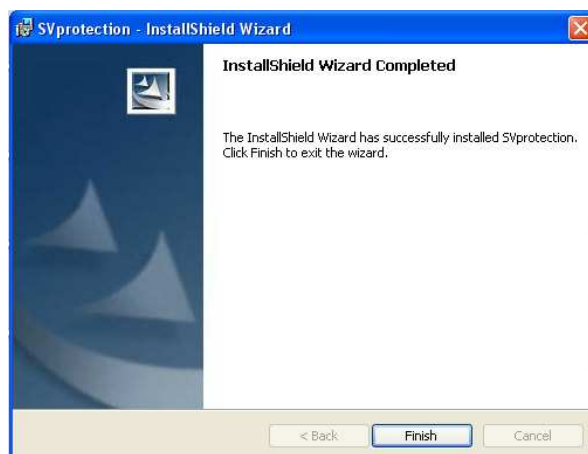 SVprotection - InstallShield Wizard
InstallShield Wizard Completed
The InstallShield Wizard has successfully installed SVprotection.
Click Finish to exit the wizard.
< Back
Finish
Cancel